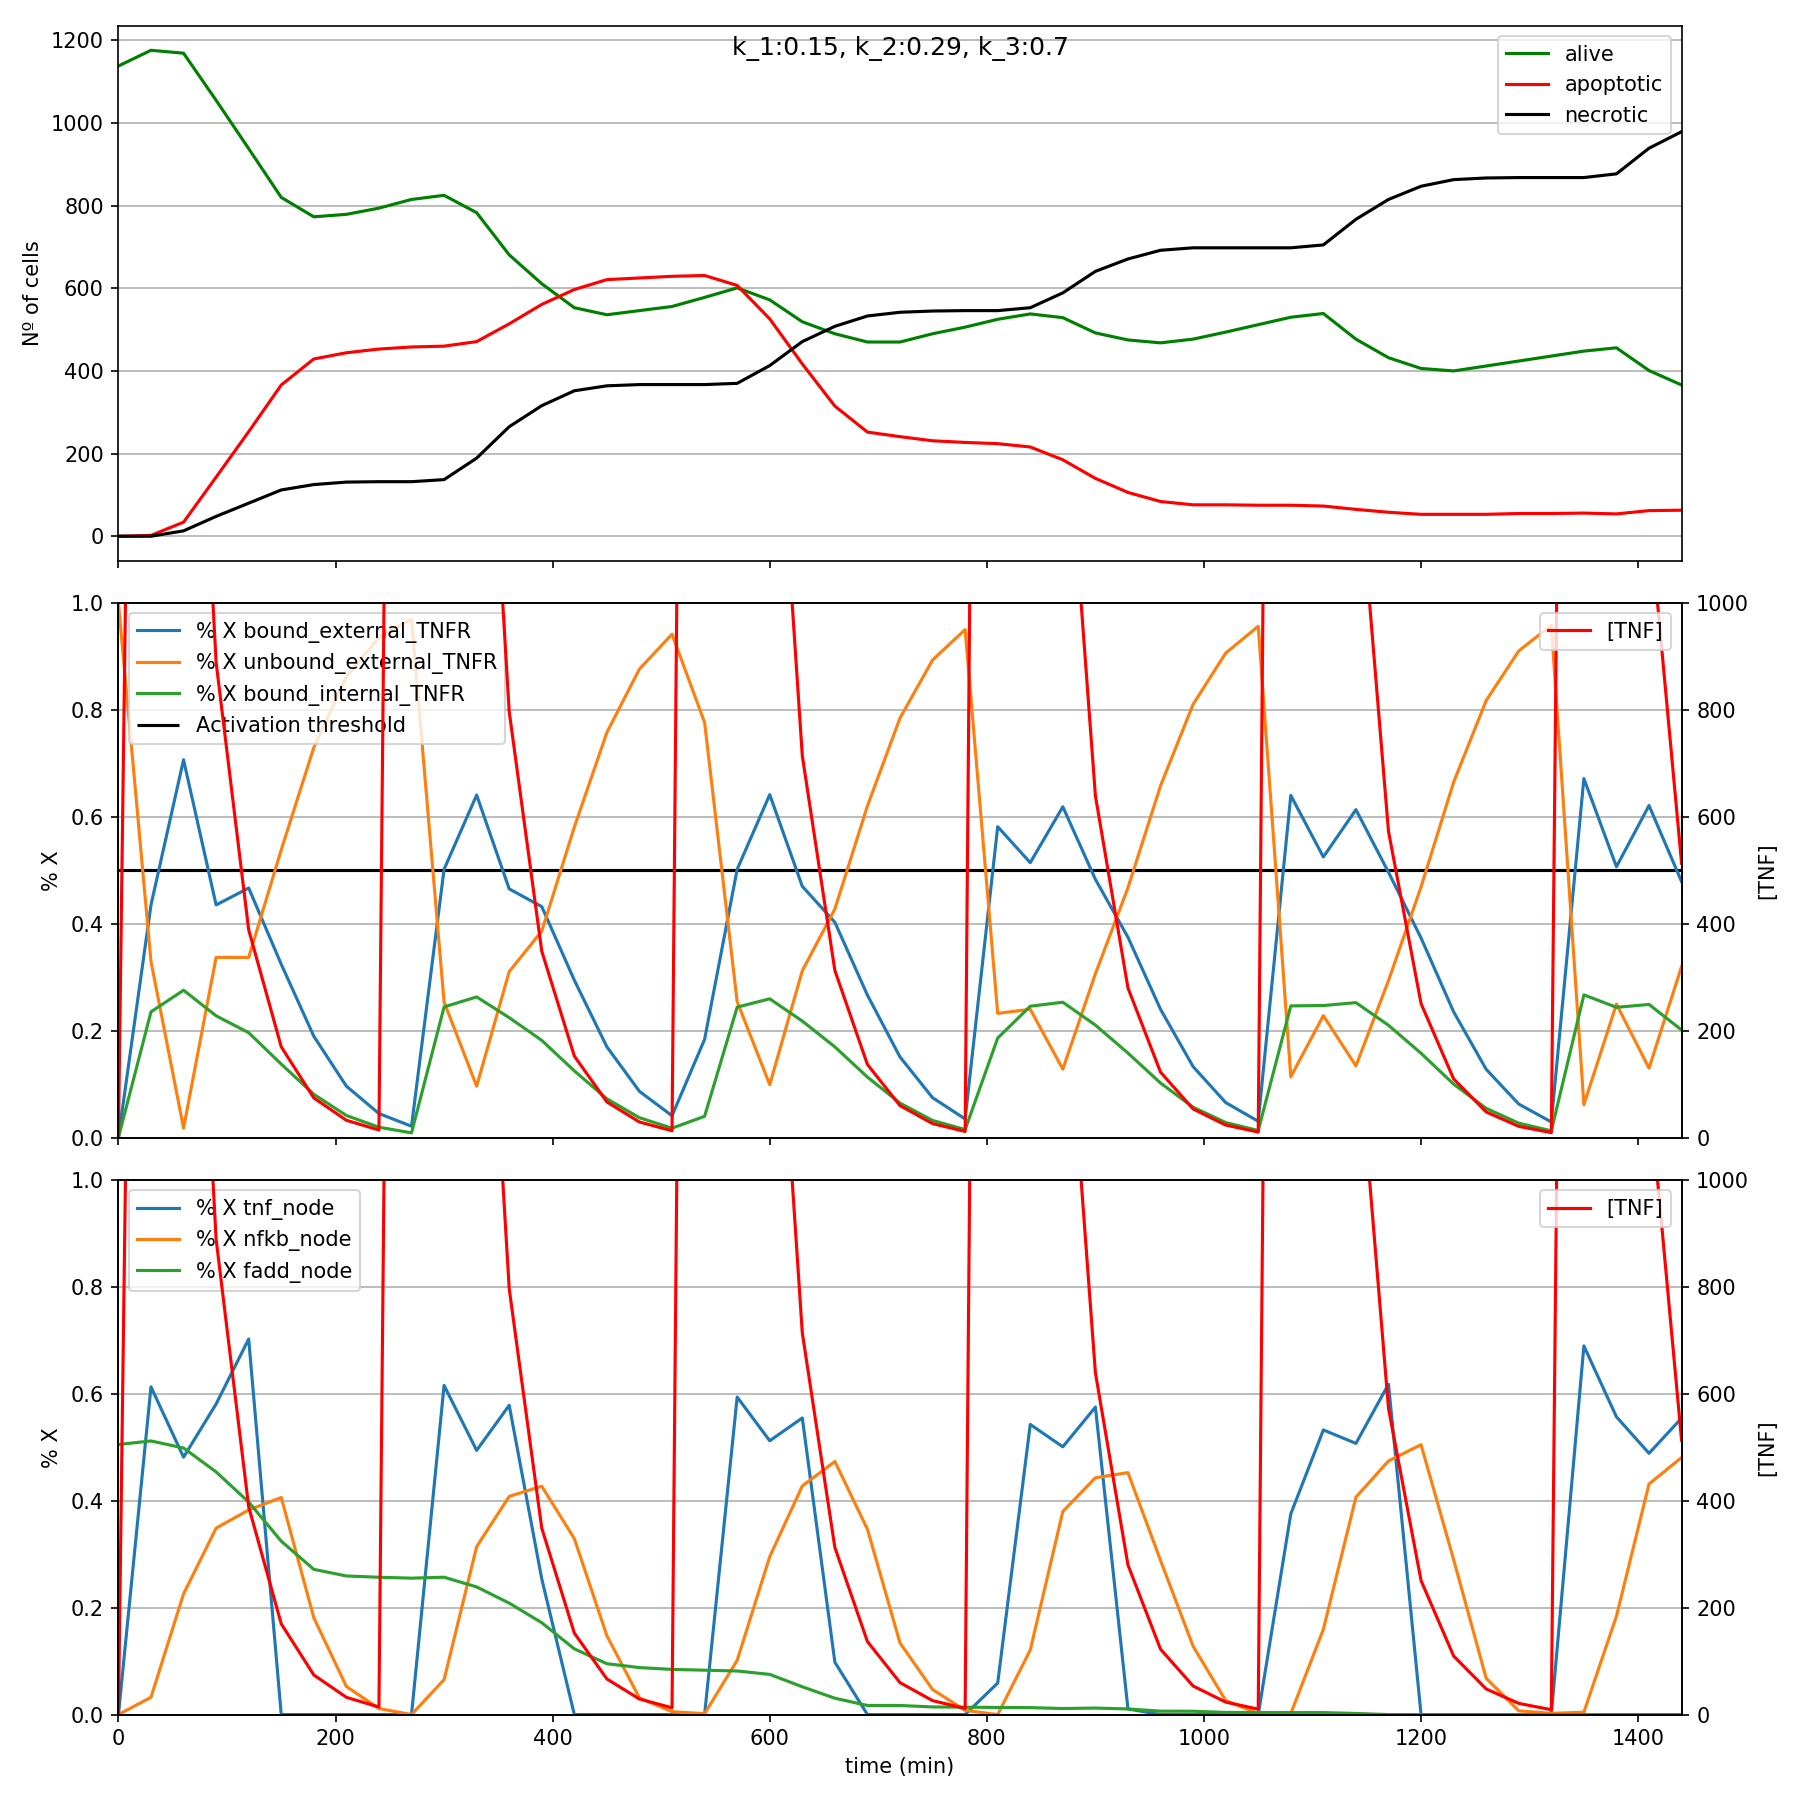 k_1:0.15, k_2:0.29, k_3:0.7
alive
apoptotic
necrotic
1200
1000
800
600
400
200
0
Nº of cells
% X bound_external_TNFR
% X unbound_external_TNFR
% X bound_internal_TNFR
Activation threshold
[TNF]
1.0
0.8
0.6
0.4
0.2
0.0
% X
1000
800
600
400
200
0
[TNF]
% X tnf_node
% X nfkb_node
% X fadd_node
[TNF]
1.0
0.8
0.6
0.4
0.2
0.0
% X
1000
800
600
400
200
0
[TNF]
0 200 400 600 800 1000 1200 1400
time (min)